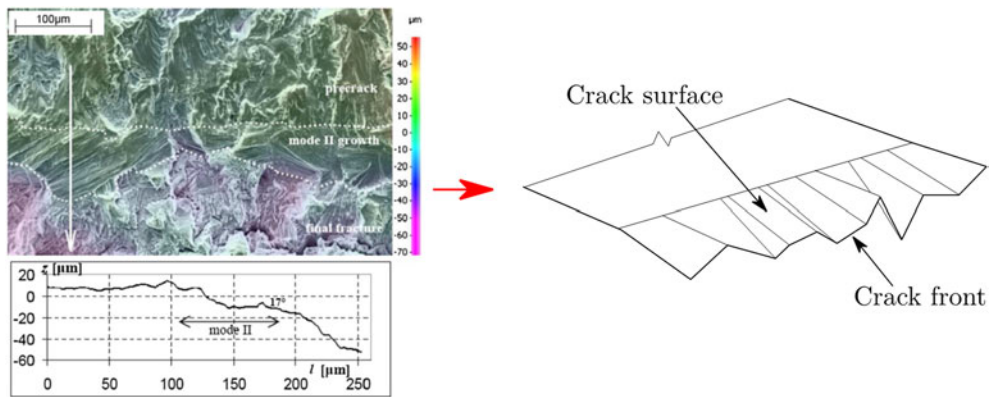 100μm
μm
50
40
30
20
10
0
-10
-20
-30
-40
-50
-60
-70
precrack
mode II growth
final fracture
z [μm]
20
0
-20
-40
-60
17°
mode II
l [μm]
0 50 100 150 200 250
Crack surface
Crack front